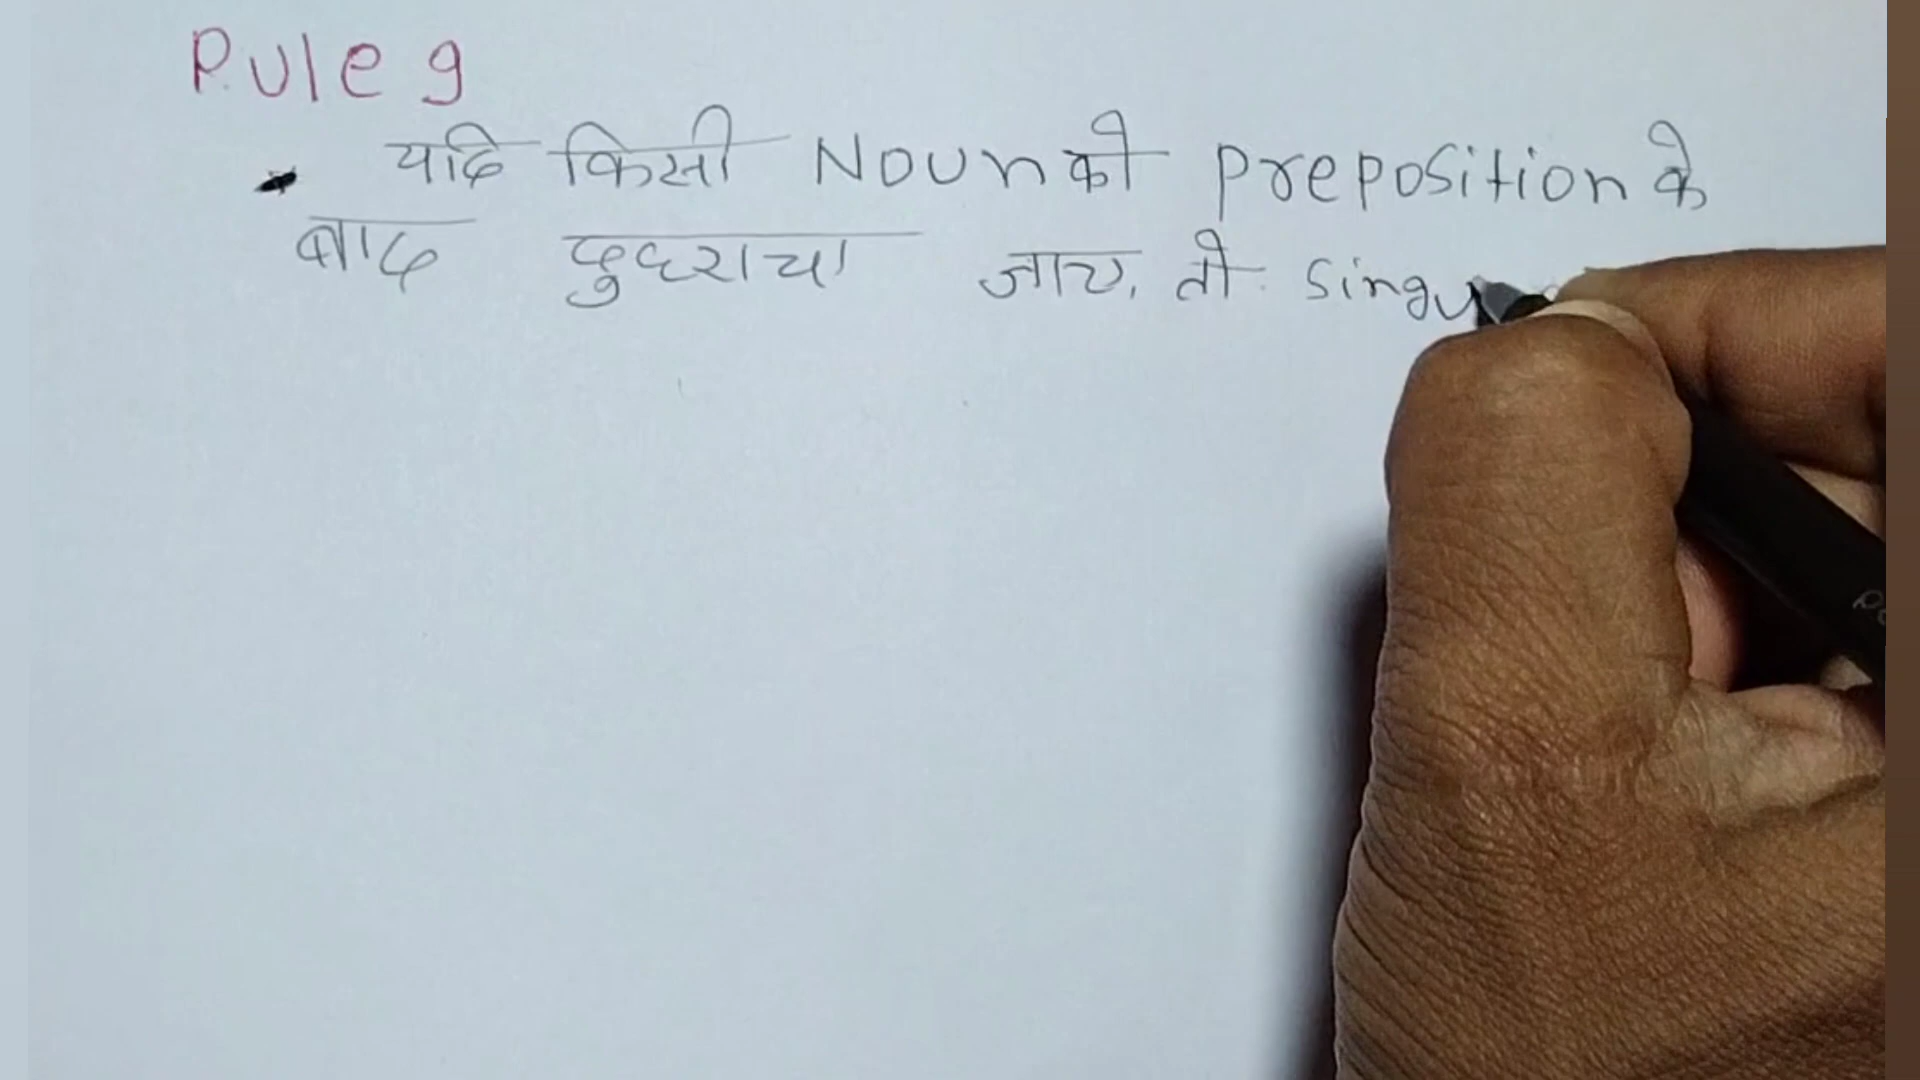 Rule 9
यदि किसी Noun को preposition के
बाद दुहराया जाय, तो singu